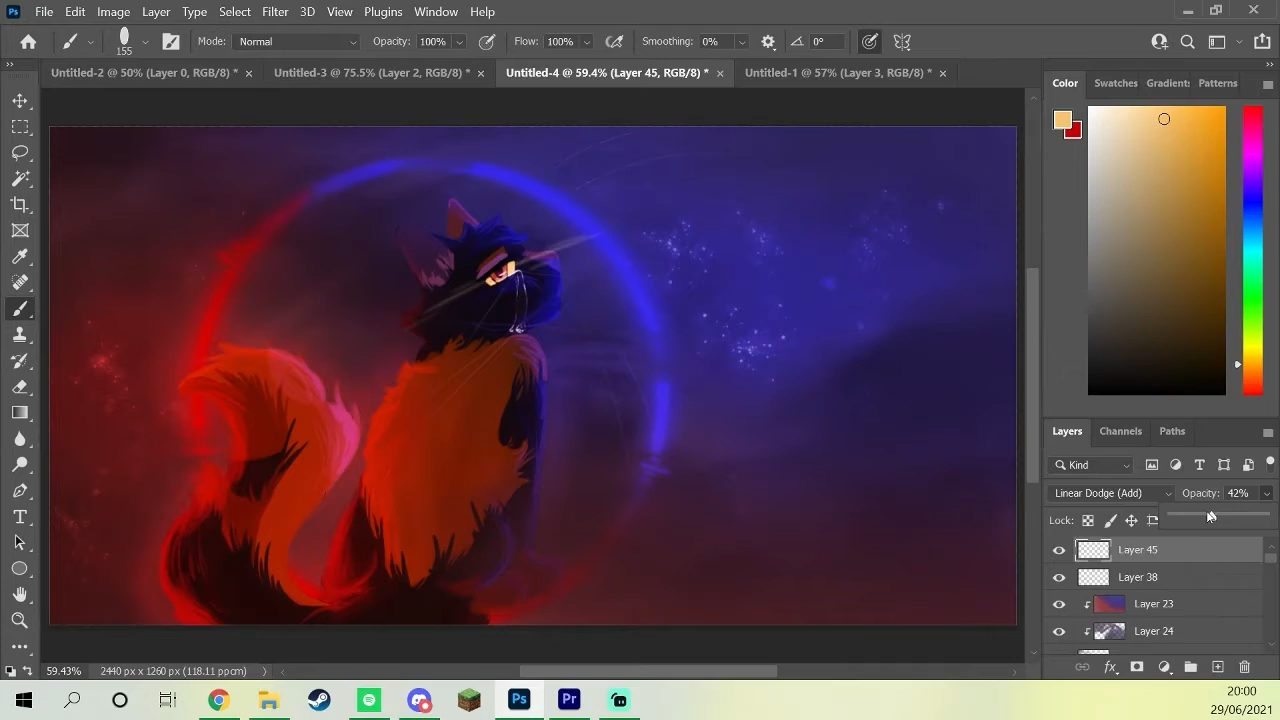 Ps File Edit Image Layer Type Select Filter 3D View Plugins Window Help
155 Mode: Normal Opacity: 100% Flow: 100% Smoothing: 0% 0°
Untitled-2 @ 50% (Layer 0, RGB/8) * × Untitled-3 @ 75.5% (Layer 2, RGB/8) * × Untitled-4 @ 59.4% (Layer 45, RGB/8) * × Untitled-1 @ 57% (Layer 3, RGB/8) * ×
Color Swatches Gradients Patterns
Layers Channels Paths
Kind
Linear Dodge (Add) Opacity: 42%
Lock:
Layer 45
Layer 38
Layer 23
Layer 24
59.43% 2440 px x 1260 px (118.11 ppcm)
Ps Pr
20:00
29/06/2021